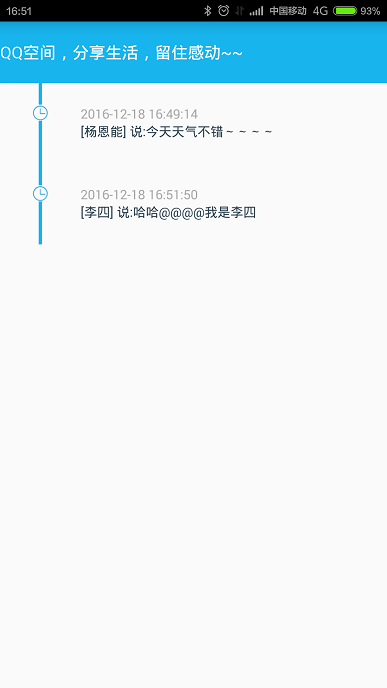 16:51 中国移动 4G 93%
QQ空间，分享生活，留住感动~~
2016-12-18 16:49:14
[杨恩能] 说:今天天气不错～～～～
2016-12-18 16:51:50
[李四] 说:哈哈@@@@我是李四